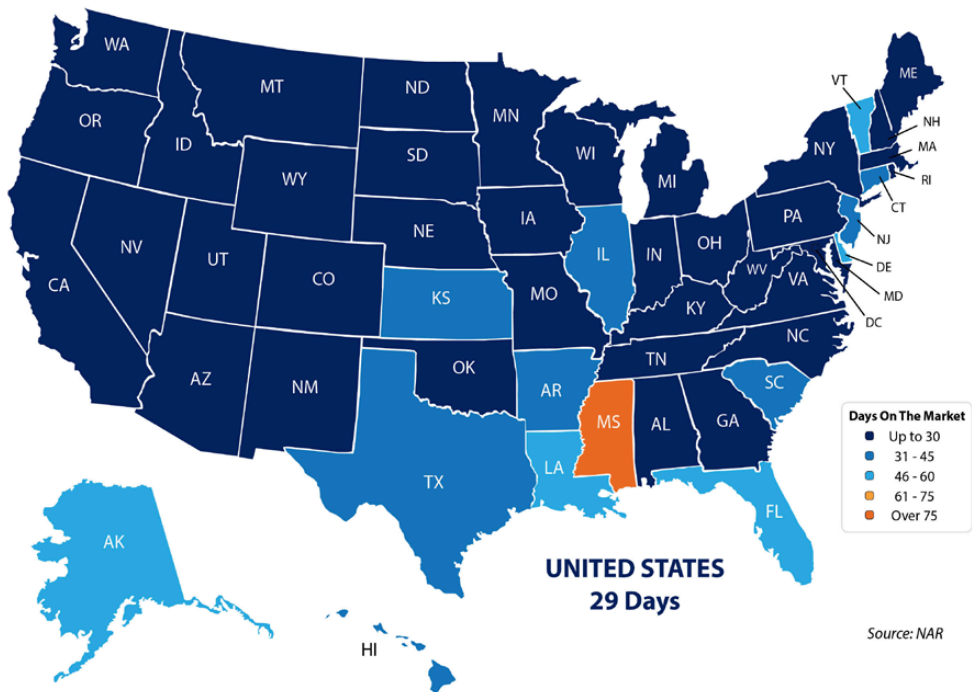 WA
MT
ND
MN
VT
ME
OR
ID
SD
WI
MI
NY
NH
MA
WY
RI
CT
NV
UT
NE
IA
IL
IN
OH
PA
NJ
CA
CO
KS
MO
WV
VA
DE
MD
KY
DC
AZ
NM
OK
AR
TN
NC
SC
TX
LA
MS
AL
GA
FL
AK
HI
Days On The Market
Up to 30
31 - 45
46 - 60
61 - 75
Over 75
UNITED STATES
29 Days
Source: NAR